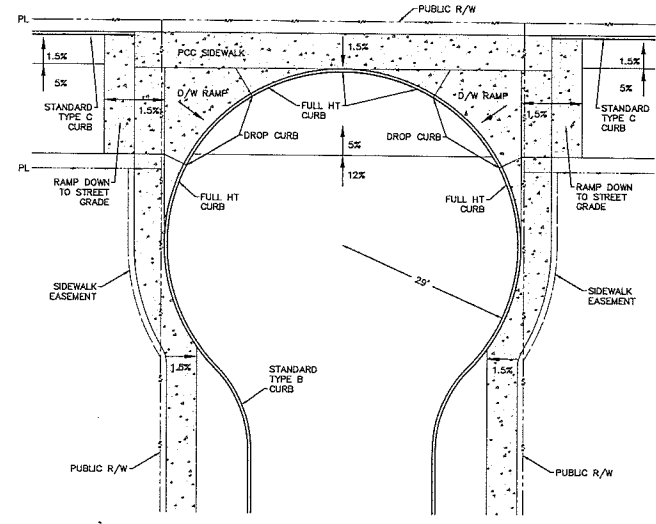 PUBLIC R/W
PL
1.5%
5%
STANDARD
TYPE C
CURB
1.5%
PCC SIDEWALK
1.5%
D/W RAMP
FULL HT
CURB
D/W RAMP
DROP CURB
DROP CURB
5%
12%
1.5%
1.5%
5%
STANDARD
TYPE C
CURB
PL
RAMP DOWN
TO STREET
GRADE
FULL HT
CURB
FULL HT
CURB
RAMP DOWN
TO STREET
GRADE
29'
SIDEWALK
EASEMENT
SIDEWALK
EASEMENT
1.5%
STANDARD
TYPE B
CURB
1.5%
PUBLIC R/W
PUBLIC R/W